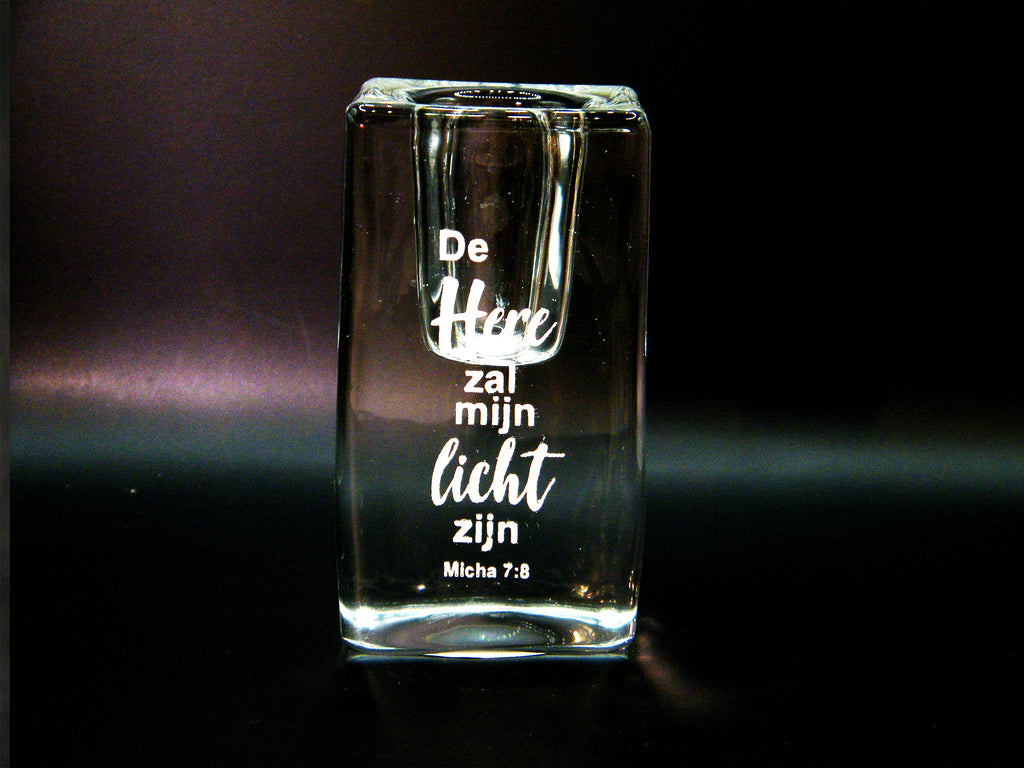 De
Here
zal
mijn
licht
zijn
Micha 7:8